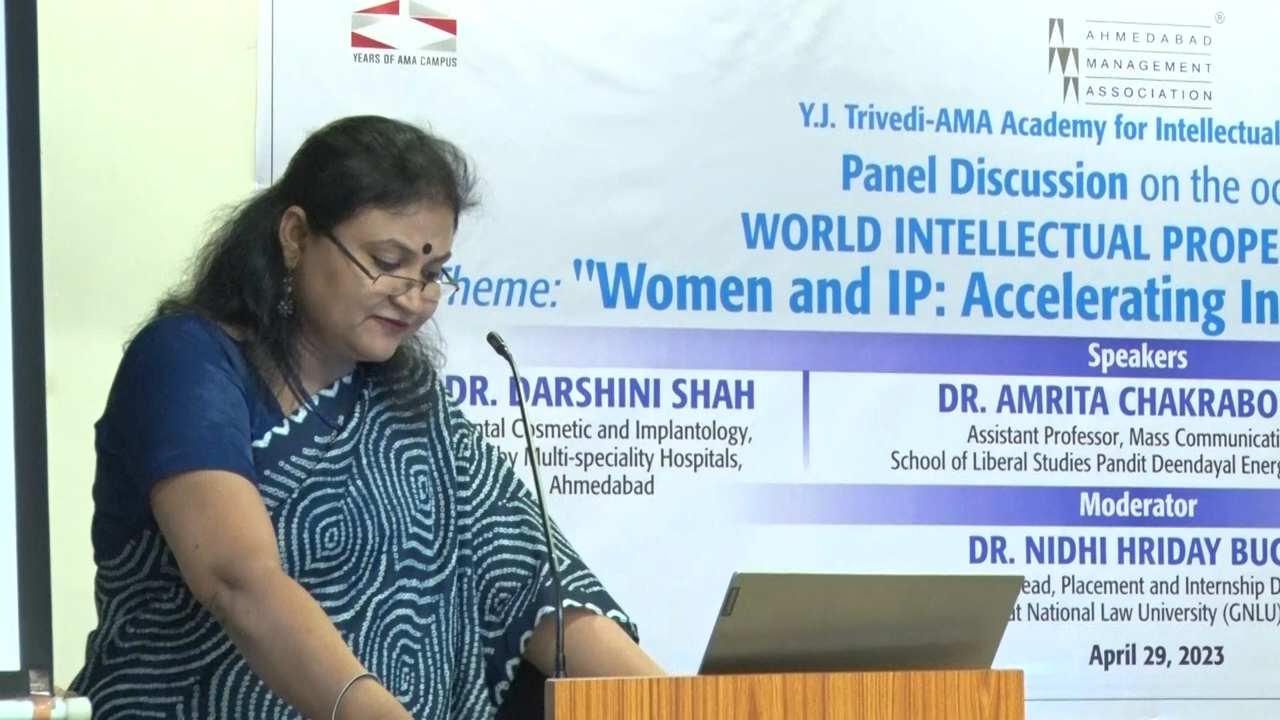 YEARS OF AMA CAMPUS
®
AHMEDABAD
MANAGEMENT
ASSOCIATION
Y.J. Trivedi-AMA Academy for Intellectual
Panel Discussion on the oc
WORLD INTELLECTUAL PROPE
heme: "Women and IP: Accelerating In
Speakers
DR. DARSHINI SHAH
ntal Cosmetic and Implantology,
by Multi-speciality Hospitals,
Ahmedabad
DR. AMRITA CHAKRABO
Assistant Professor, Mass Communicati
School of Liberal Studies Pandit Deendayal Energ
Moderator
DR. NIDHI HRIDAY BUC
ead, Placement and Internship D
at National Law University (GNLU)
April 29, 2023